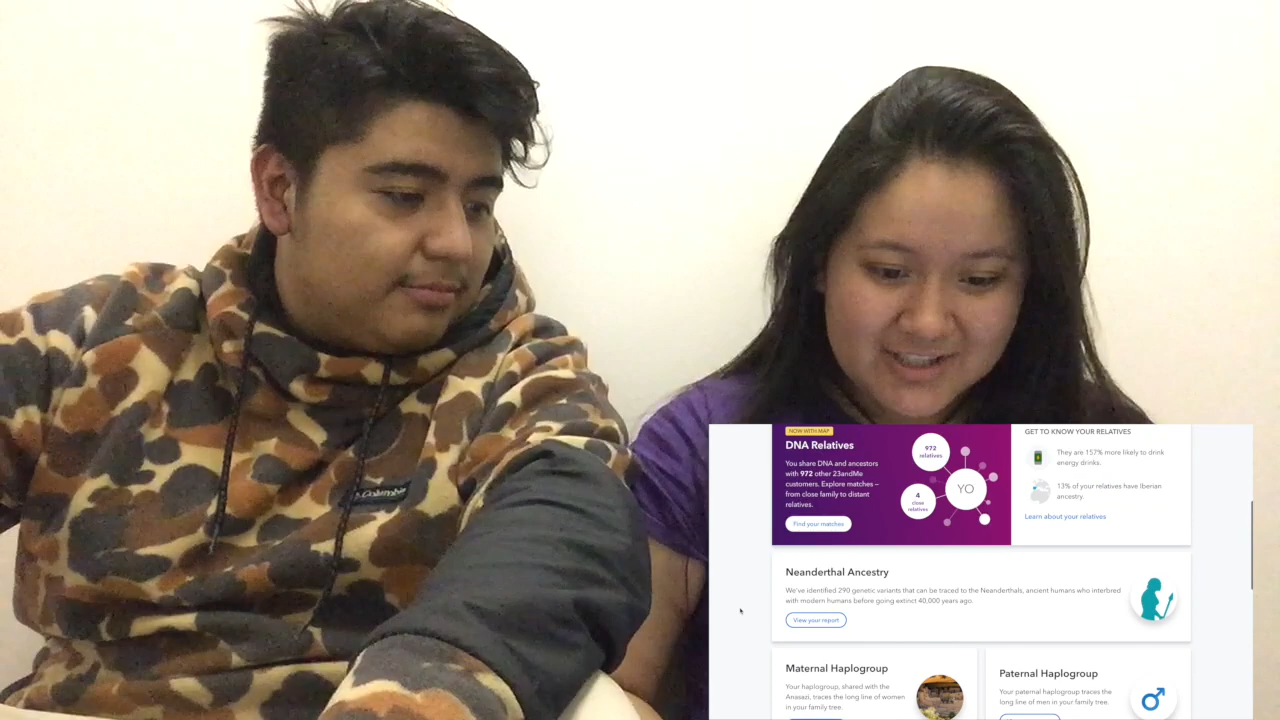 Columbia
NOW WITH MAP
DNA Relatives
You share DNA and ancestors
with 972 other 23andMe
customers. Explore matches –
from close family to distant
relatives.
Find your matches
972
relatives
4
close
relatives
YO
GET TO KNOW YOUR RELATIVES
They are 157% more likely to drink
energy drinks.
13% of your relatives have Iberian
ancestry.
Learn about your relatives
Neanderthal Ancestry
We've identified 290 genetic variants that can be traced to the Neanderthals, ancient humans who interbred
with modern humans before going extinct 40,000 years ago.
View your report
Maternal Haplogroup
Your haplogroup, shared with the
Anasazi, traces the long line of women
in your family tree.
Paternal Haplogroup
Your paternal haplogroup traces the
long line of men in your family tree.